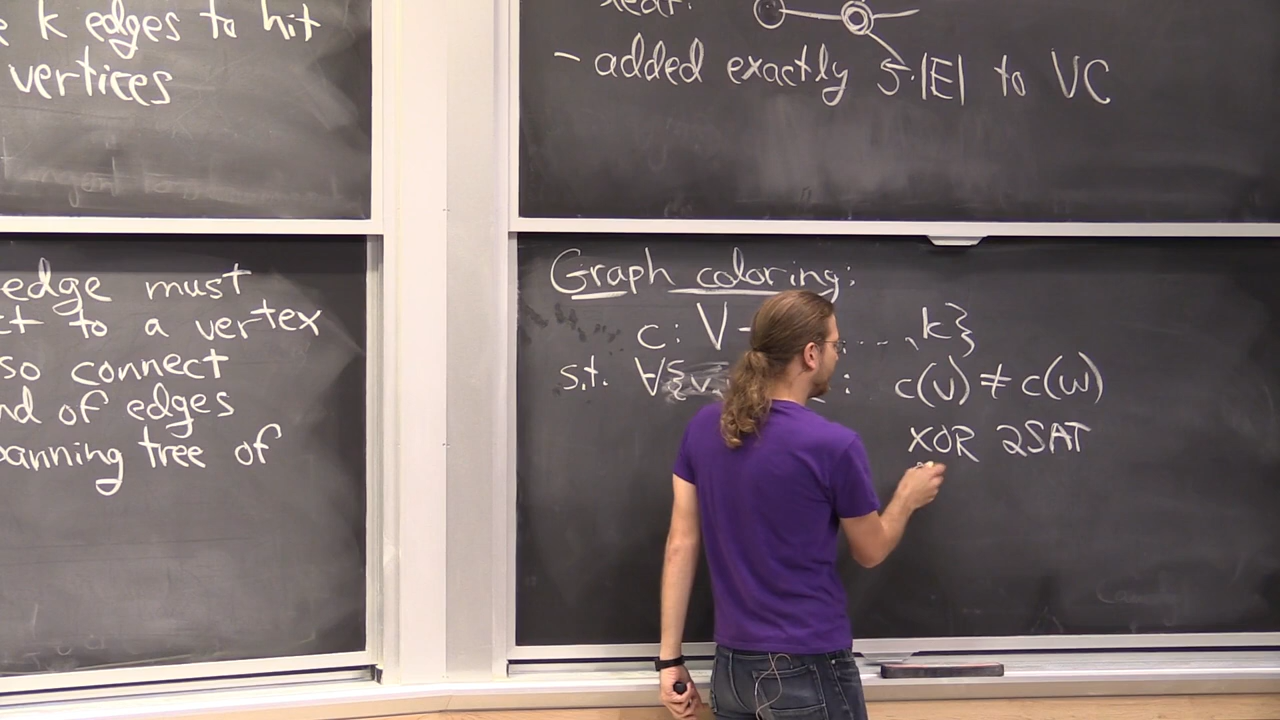 k edges to hit
vertices
edge must
to a vertex
so connect
of edges
tree of
- added exactly 5·|E| to VC
Graph coloring:
c: V ...,k}
s.t. ∀{v, : c(v) ≠ c(w)
XOR 2SAT